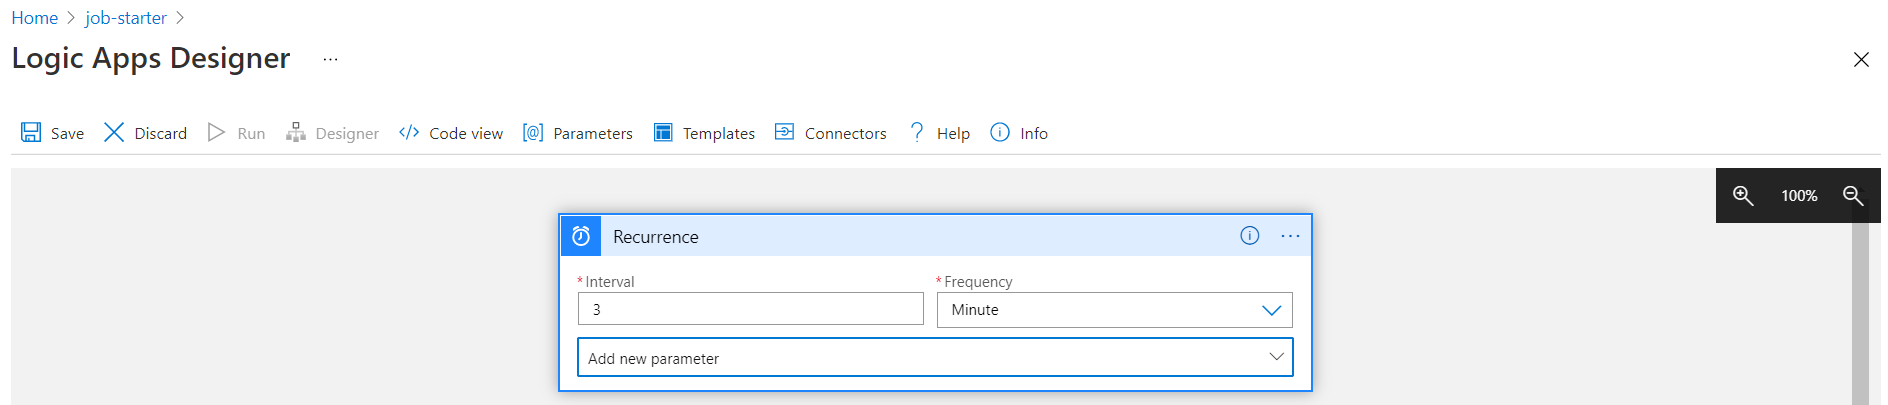 Home > job-starter >
Logic Apps Designer ...
Save Discard Run Designer </> Code view [@] Parameters Templates Connectors ? Help Info
100%
Recurrence ...
*Interval *Frequency
3 Minute
Add new parameter